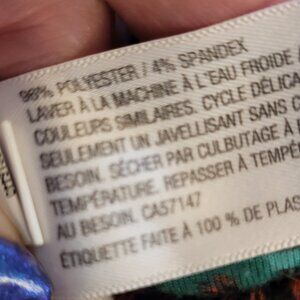 96% POLYESTER / 4% SPANDEX
LAVER À LA MACHINE À L'EAU FROIDE
COULEURS SIMILAIRES. CYCLE DÉLICA
SEULEMENT UN JAVELLISANT SANS
BESOIN. SÉCHER PAR CULBUTAGE À
TEMPÉRATURE. REPASSER À TEMPÉ
AU BESOIN. CA57147
ÉTIQUETTE FAITE À 100 % DE PLAS